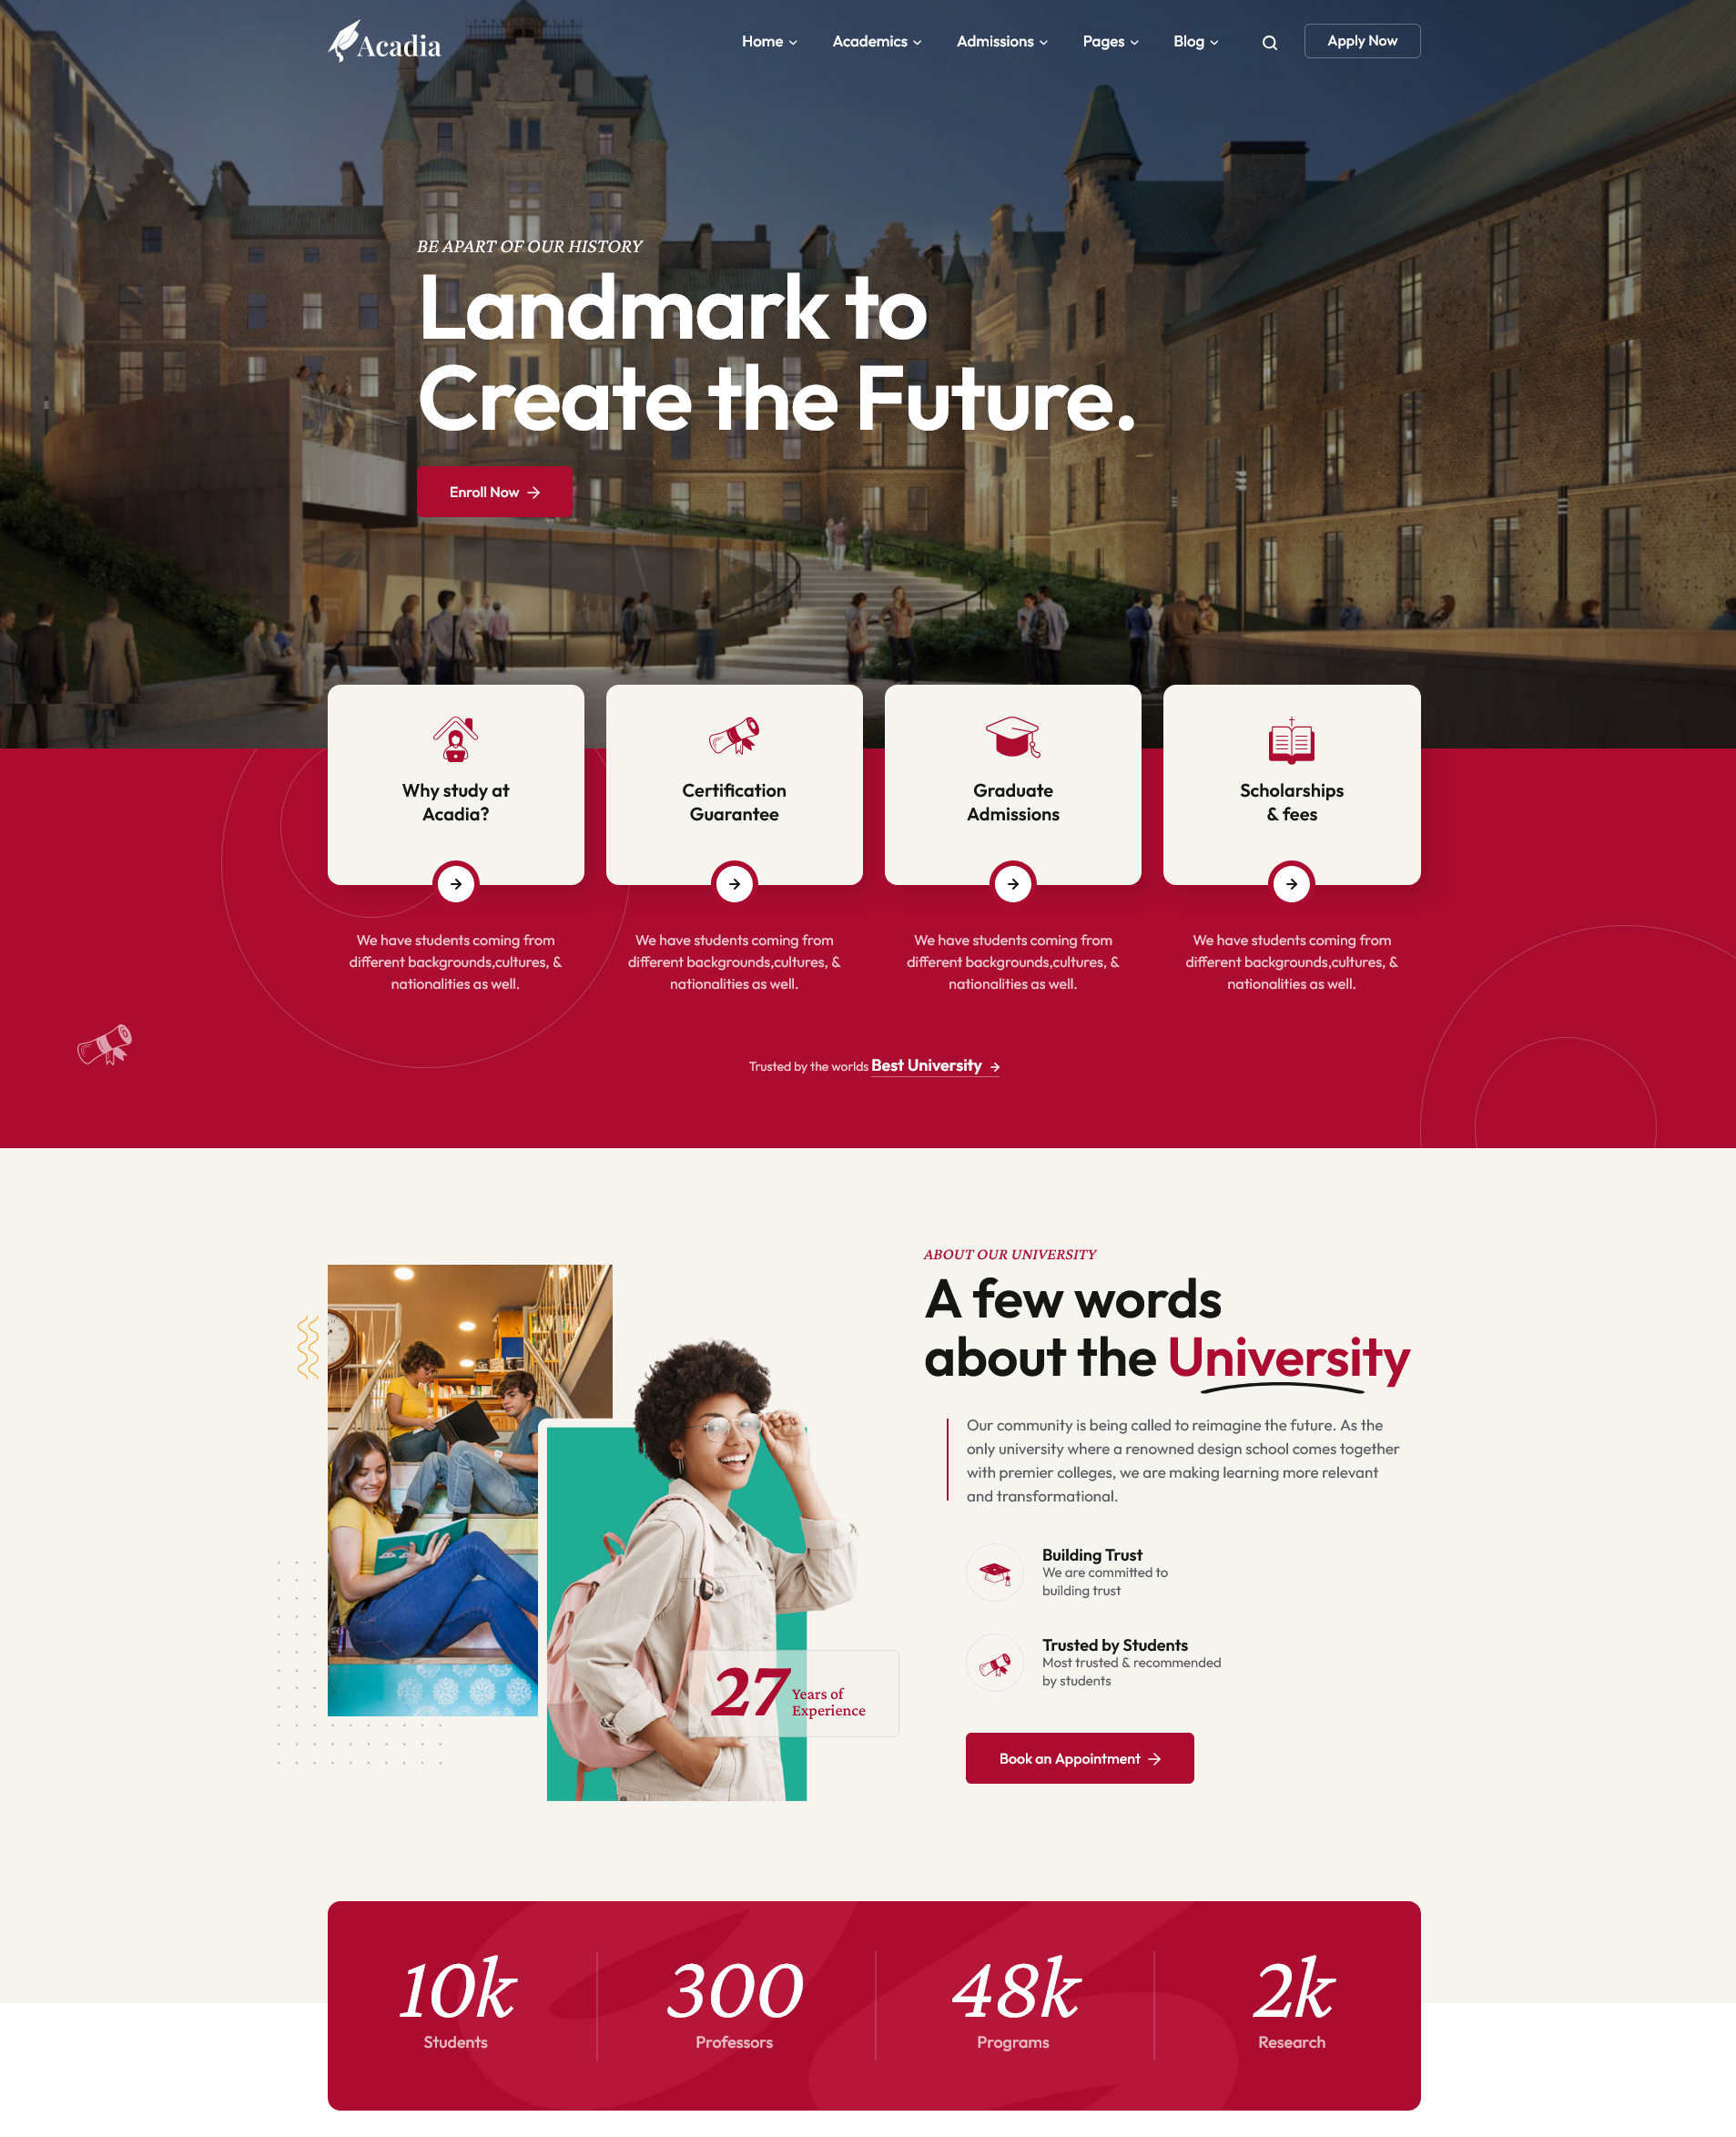 Acadia
Home
Academics
Admissions
Pages
Blog
Apply Now
BE APART OF OUR HISTORY
Landmark to
Create the Future.
Enroll Now
Why study at
Acadia?
Certification
Guarantee
Graduate
Admissions
Scholarships
& fees
We have students coming from
different backgrounds,cultures, &
nationalities as well.
We have students coming from
different backgrounds,cultures, &
nationalities as well.
We have students coming from
different backgrounds,cultures, &
nationalities as well.
We have students coming from
different backgrounds,cultures, &
nationalities as well.
Trusted by the worlds Best University
ABOUT OUR UNIVERSITY
A few words
about the University
Our community is being called to reimagine the future. As the
only university where a renowned design school comes together
with premier colleges, we are making learning more relevant
and transformational.
Building Trust
We are committed to
building trust
Trusted by Students
Most trusted & recommended
by students
27 Years of
Experience
Book an Appointment
10k
Students
300
Professors
48k
Programs
2k
Research